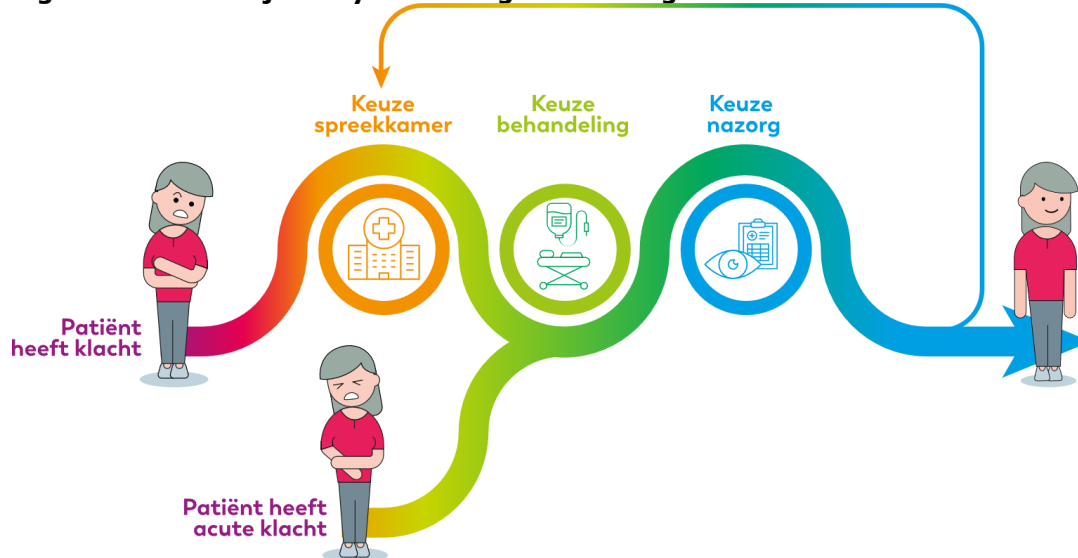 Keuze
spreekkamer
Keuze
behandeling
Keuze
nazorg
Patiënt
heeft klacht
Patiënt heeft
acute klacht